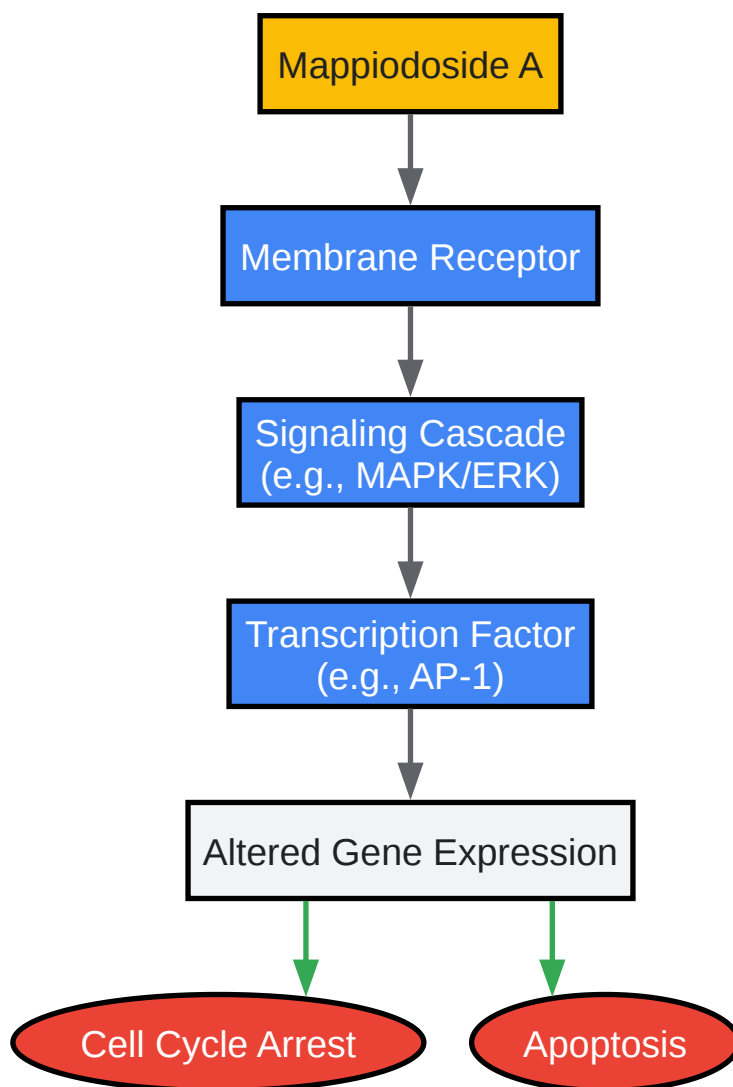 Mappiodoside A
Membrane Receptor
Signaling Cascade
(e.g., MAPK/ERK)
Transcription Factor
(e.g., AP-1)
Altered Gene Expression
Cell Cycle Arrest
Apoptosis